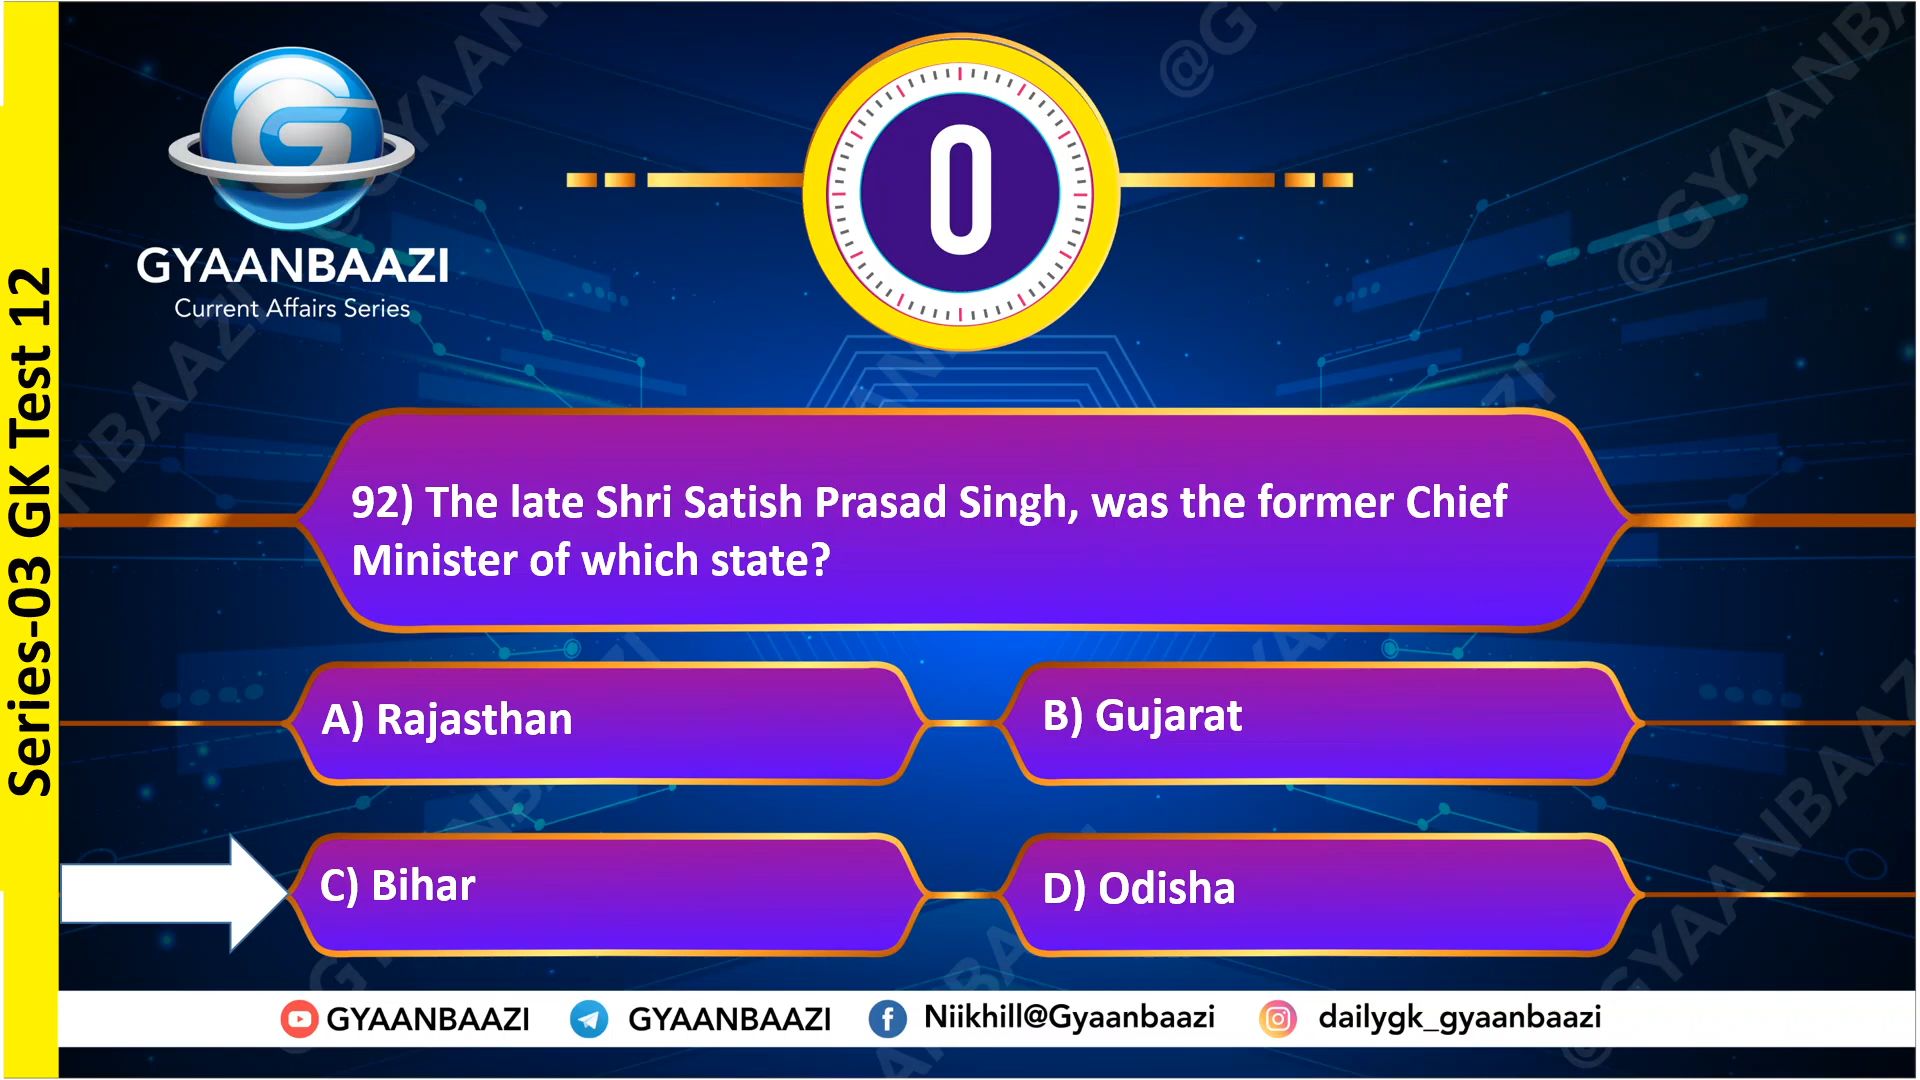 Series-03 GK Test 12
G
GYAANBAAZI
Current Affairs Series
0
92) The late Shri Satish Prasad Singh, was the former Chief
Minister of which state?
A) Rajasthan
B) Gujarat
C) Bihar
D) Odisha
GYAANBAAZI
GYAANBAAZI
Niikhill@Gyaanbaazi
dailygk_gyaanbaazi
@GYAANBAAZI